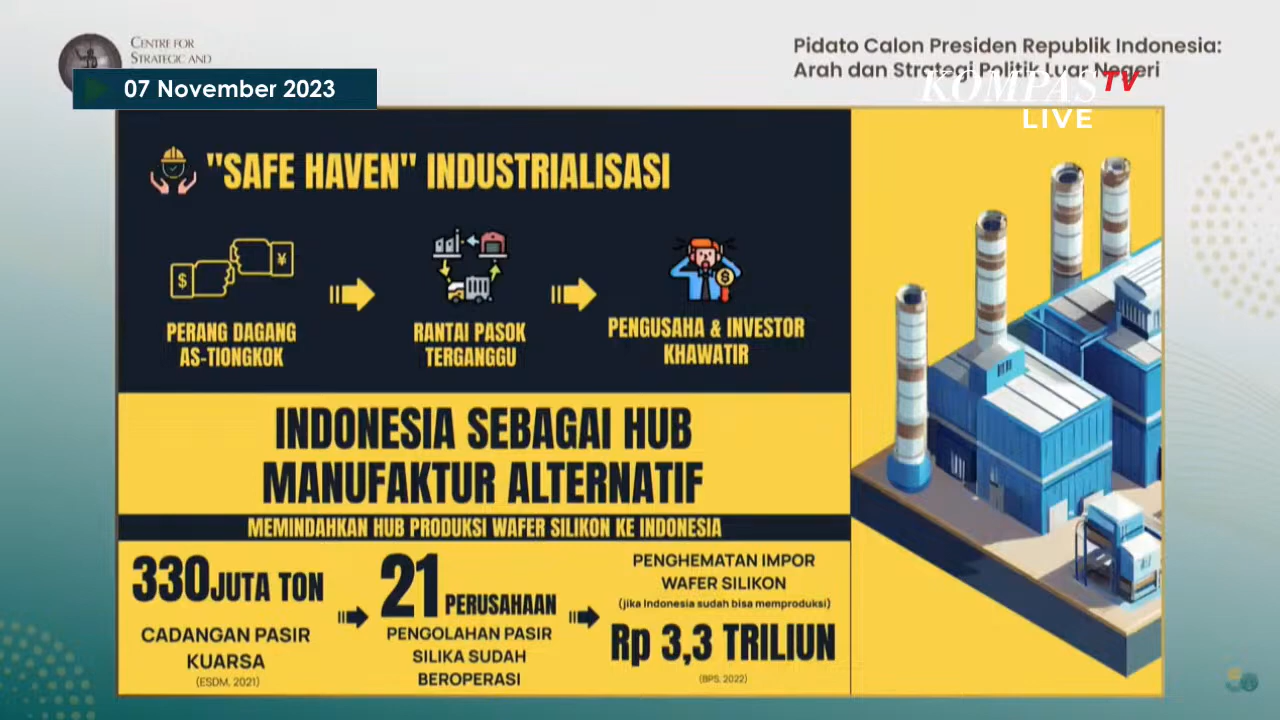 CENTRE FOR
STRATEGIC AND
07 November 2023
Pidato Calon Presiden Republik Indonesia:
Arah dan Strategi Politik Luar Negeri
KOMPAS TV
LIVE
"SAFE HAVEN" INDUSTRIALISASI
$
¥
$
PERANG DAGANG
AS-TIONGKOK
RANTAI PASOK
TERGANGGU
PENGUSAHA & INVESTOR
KHAWATIR
INDONESIA SEBAGAI HUB
MANUFAKTUR ALTERNATIF
MEMINDAHKAN HUB PRODUKSI WAFER SILIKON KE INDONESIA
330 JUTA TON
CADANGAN PASIR
KUARSA
(ESDM, 2021)
21 PERUSAHAAN
PENGOLAHAN PASIR
SILIKA SUDAH
BEROPERASI
PENGHEMATAN IMPOR
WAFER SILIKON
(jika Indonesia sudah bisa memproduksi)
Rp 3,3 TRILIUN
(BPS, 2022)